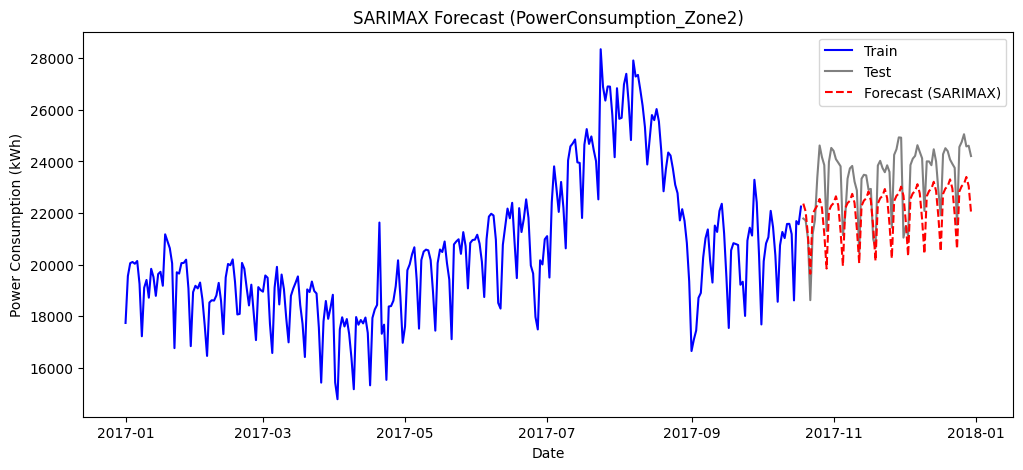 SARIMAX Forecast (PowerConsumption_Zone2)
Train
Test
Forecast (SARIMAX)
Power Consumption (kWh)
28000
26000
24000
22000
20000
18000
16000
2017-01
2017-03
2017-05
2017-07
2017-09
2017-11
2018-01
Date